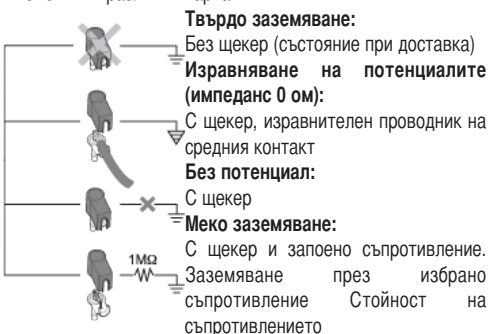 Твърдо заземяване:
Без щекер (състояние при доставка)
Изравняване на потенциалите
(импеданс 0 ом):
С щекер, изравнителен проводник на
средния контакт
Без потенциал:
С щекер
Меко заземяване:
С щекер и запоено съпротивление.
1MΩ
Заземяване през избрано
съпротивление Стойност на
съпротивлението